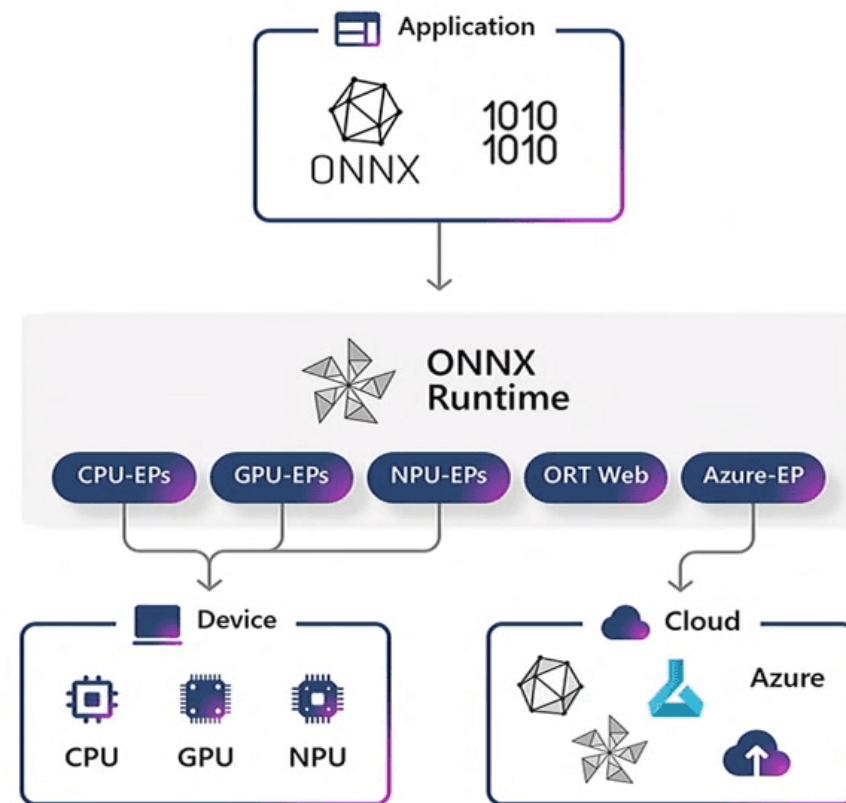 Application
ONNX
1010
1010
ONNX
Runtime
CPU-EPs GPU-EPs NPU-EPs ORT Web Azure-EP
Device
CPU GPU NPU
Cloud
Azure